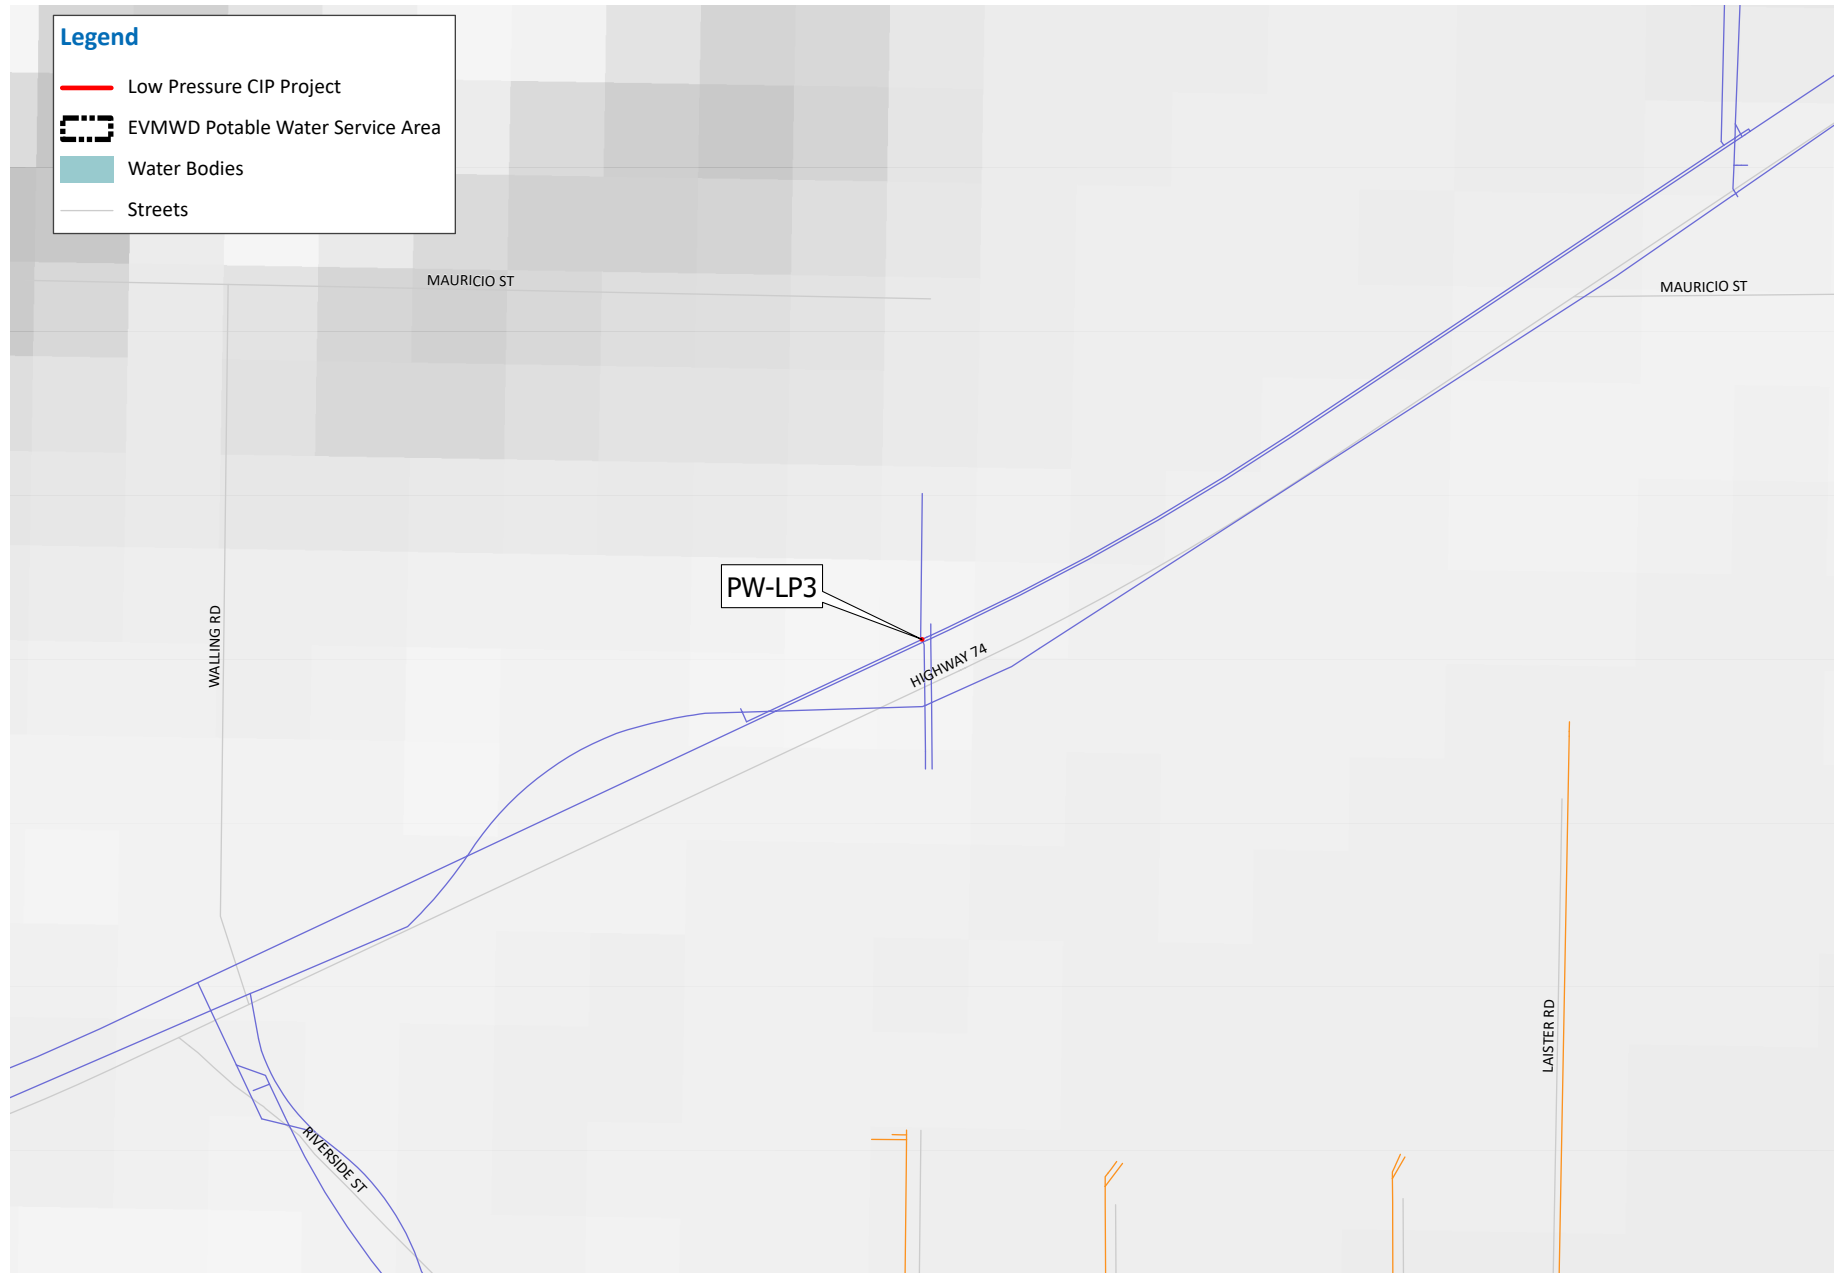 Legend
Low Pressure CIP Project
EVMWD Potable Water Service Area
Water Bodies
Streets
MAURICIO ST
MAURICIO ST
PW-LP3
WALLING RD
HIGHWAY 74
LAISTER RD
RIVERSIDE ST